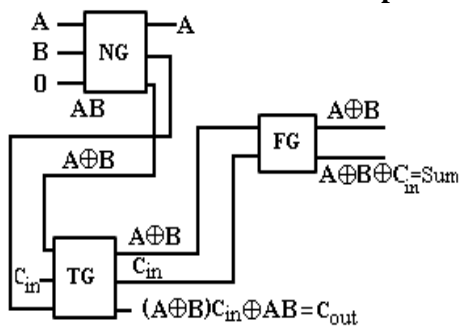 A
A
B
NG
0
AB
A⊕B
A⊕B
FG
A⊕B⊕Cin=Sum
A⊕B
Cin
Cin
TG
(A⊕B)Cin⊕AB=Cout